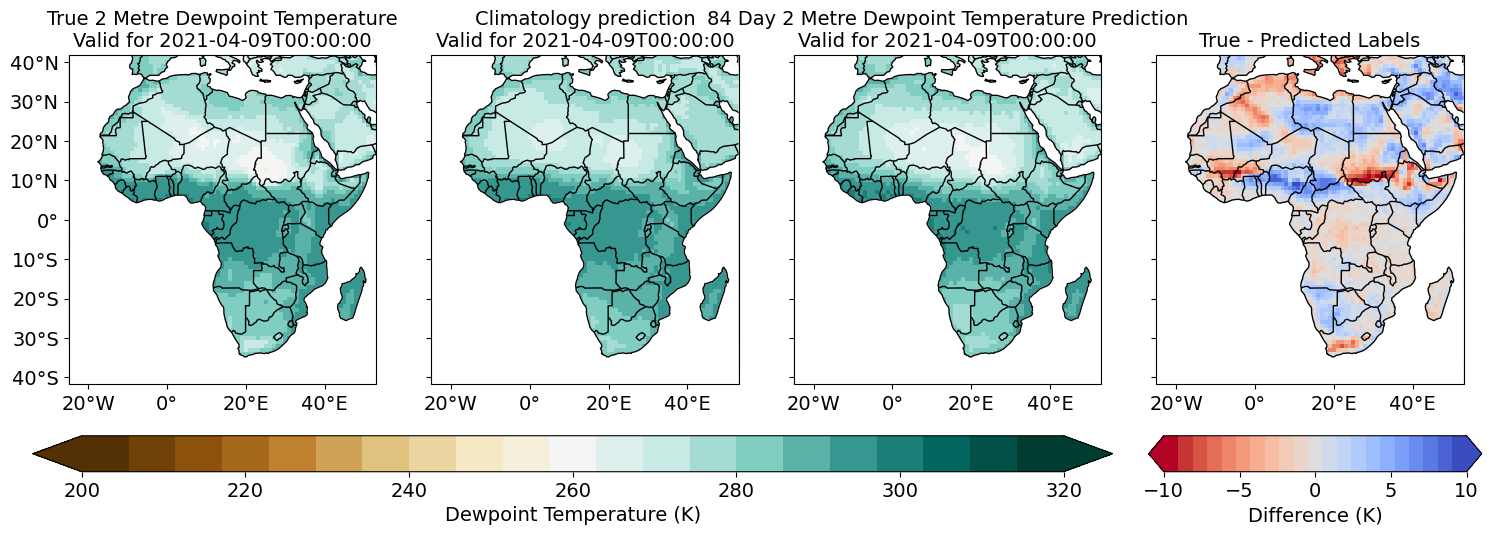 True 2 Metre Dewpoint Temperature
Valid for 2021-04-09T00:00:00
Climatology prediction  84 Day 2 Metre Dewpoint Temperature Prediction
Valid for 2021-04-09T00:00:00
Valid for 2021-04-09T00:00:00
True - Predicted Labels
40°N
30°N
20°N
10°N
0°
10°S
20°S
30°S
40°S
20°W 0° 20°E 40°E
20°W 0° 20°E 40°E
20°W 0° 20°E 40°E
20°W 0° 20°E 40°E
200 220 240 260 280 300 320
Dewpoint Temperature (K)
−10 −5 0 5 10
Difference (K)